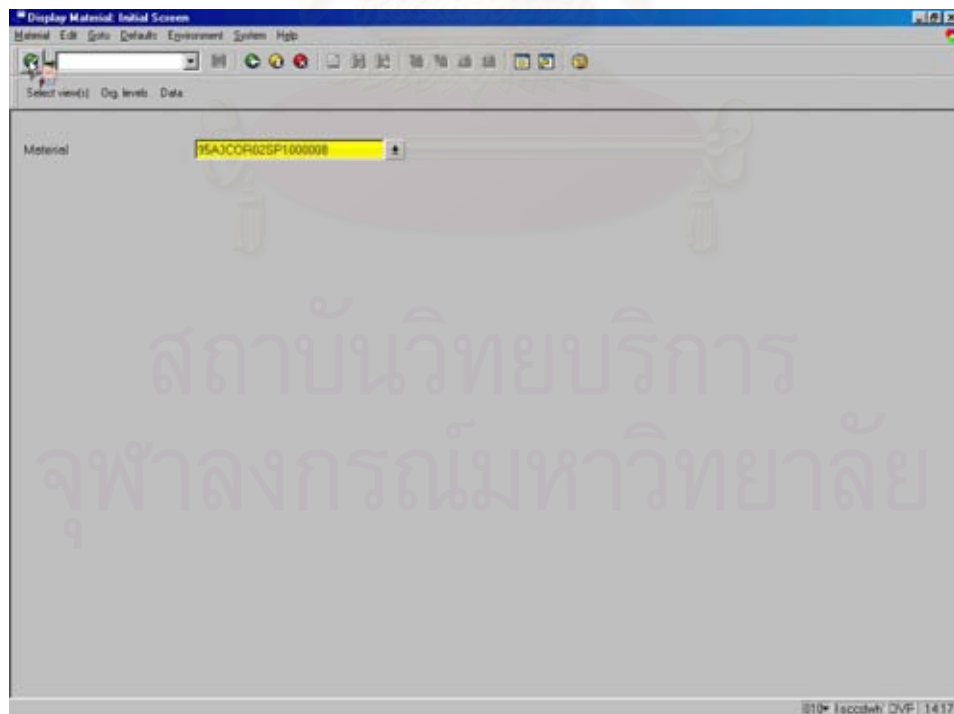 Display Material: Initial Screen
Material Edit Goto Defaults Environment System Help
Select view(s) Org. levels Data
Material
สถาบันวิทยบริการ
จุฬาลงกรณ์มหาวิทยาลัย
14:17